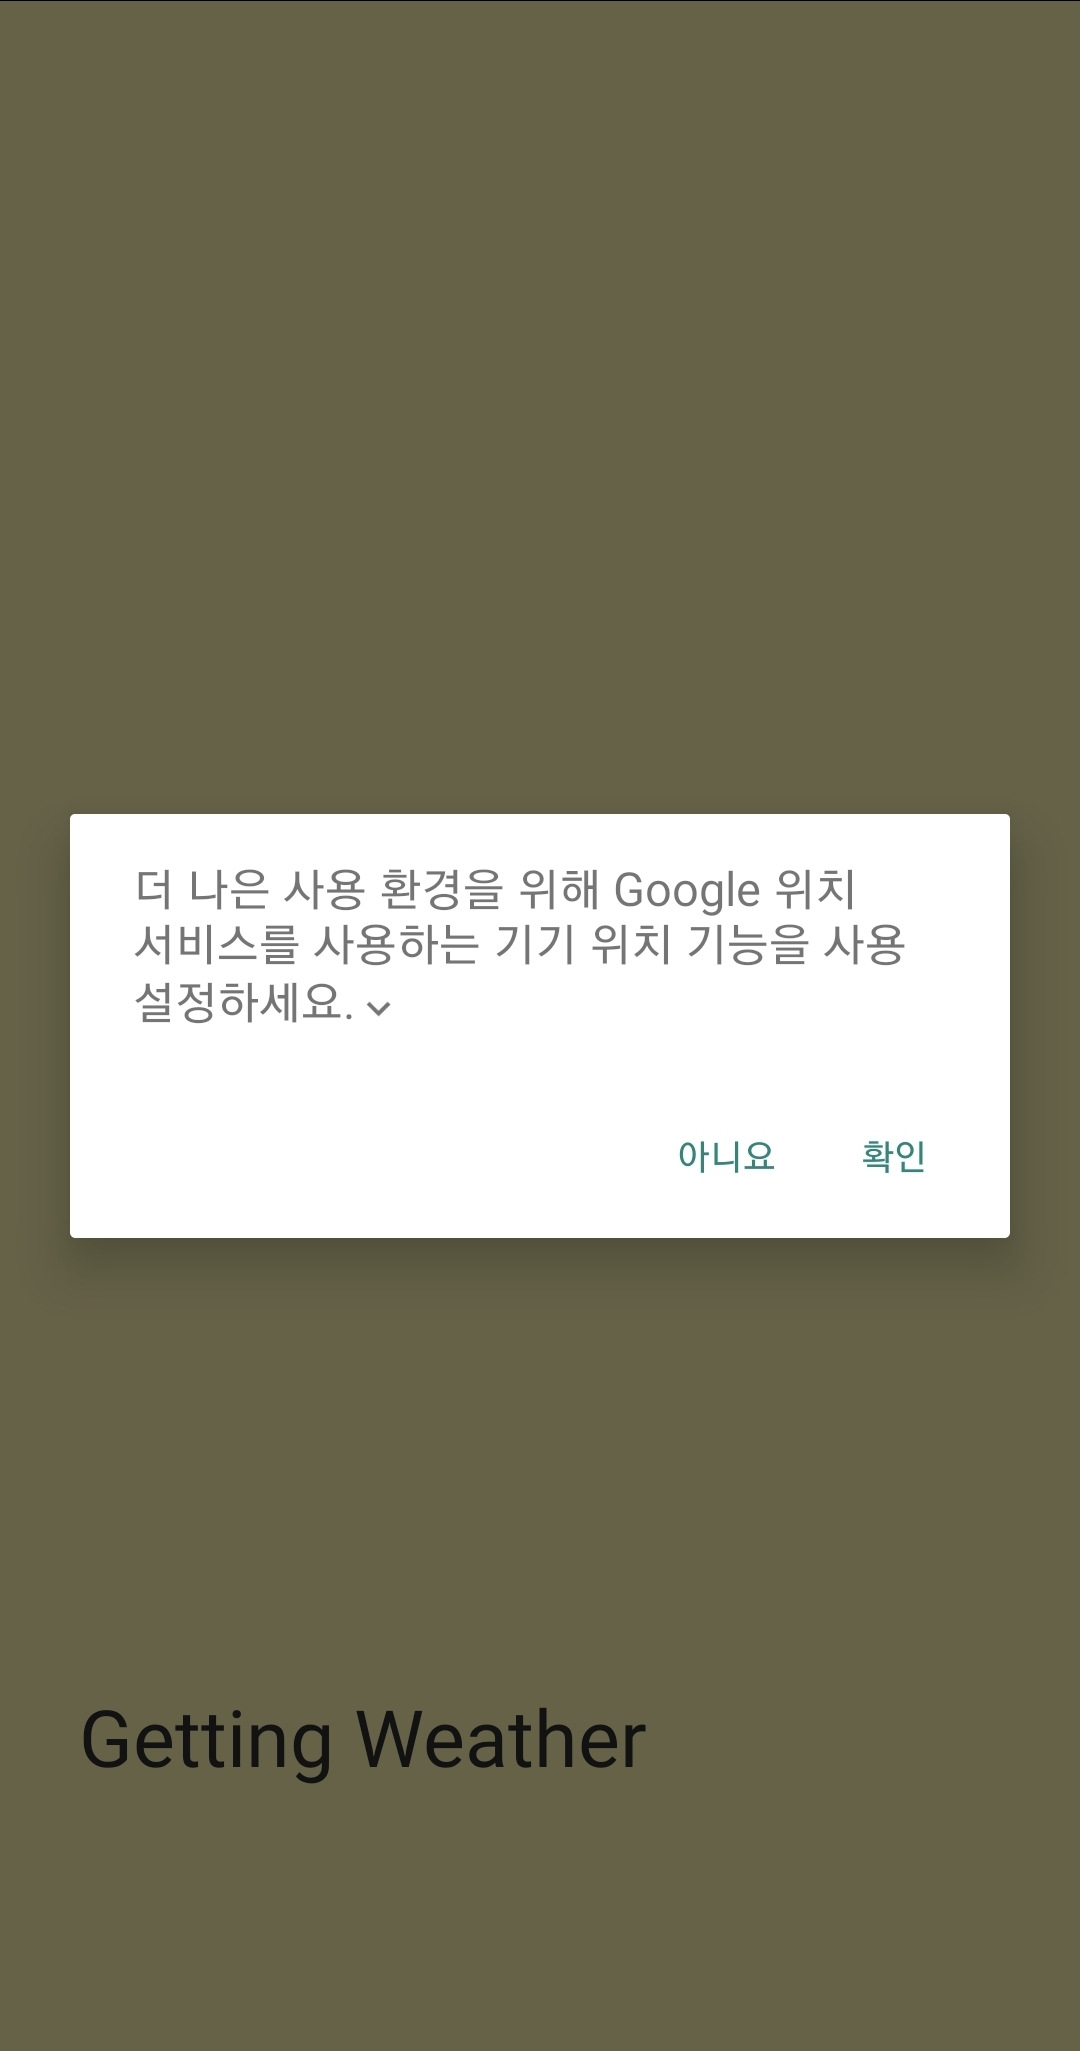 더 나은 사용 환경을 위해 Google 위치
서비스를 사용하는 기기 위치 기능을 사용
설정하세요.
아니요 확인
Getting Weather